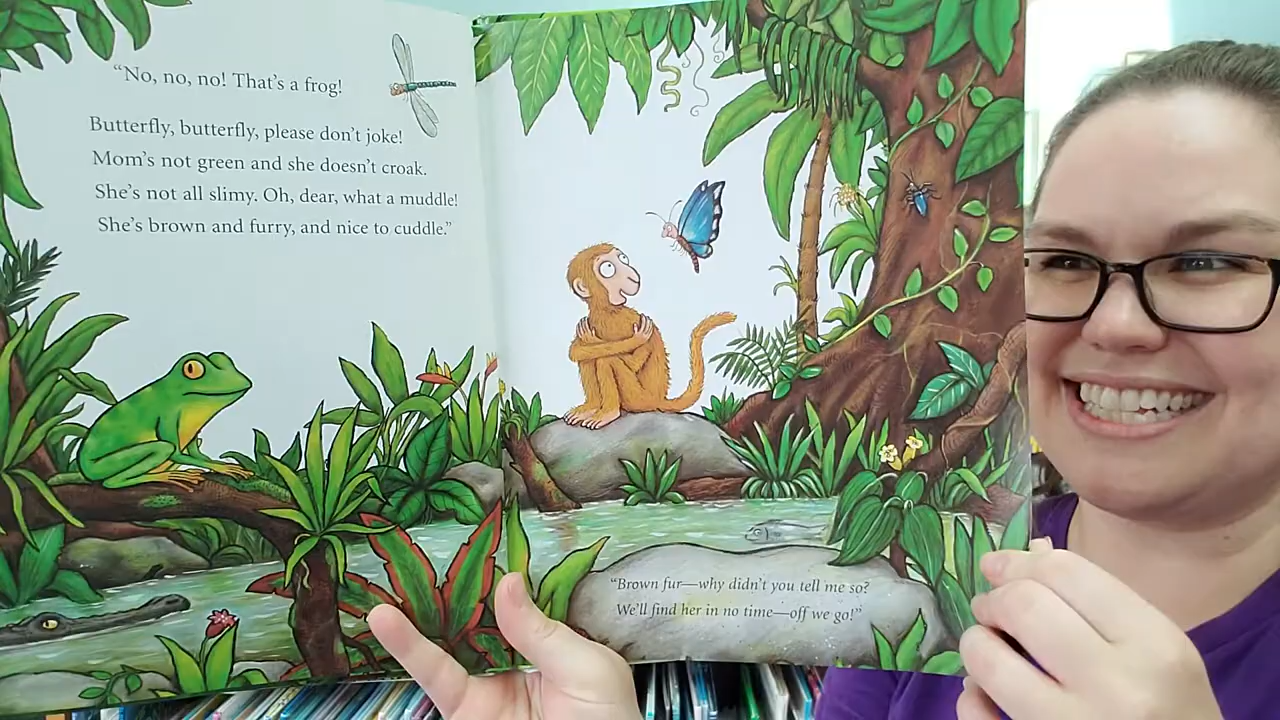 “No, no, no! That’s a frog!
Butterfly, butterfly, please don’t joke!
Mom’s not green and she doesn’t croak.
She’s not all slimy. Oh, dear, what a muddle!
She’s brown and furry, and nice to cuddle.”
“Brown fur—why didn’t you tell me so?
We’ll find her in no time—off we go!”